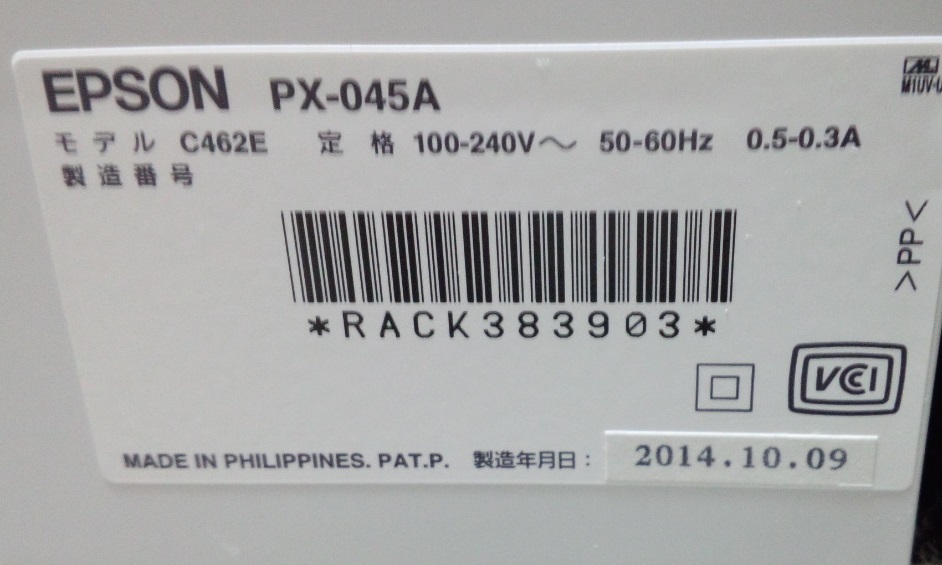 EPSON PX-045A
モデル C462E 定格 100-240V～ 50-60Hz 0.5-0.3A
製造番号
*RACK383903*
>PP<
VCCI
MADE IN PHILIPPINES. PAT.P. 製造年月日： 2014.10.09